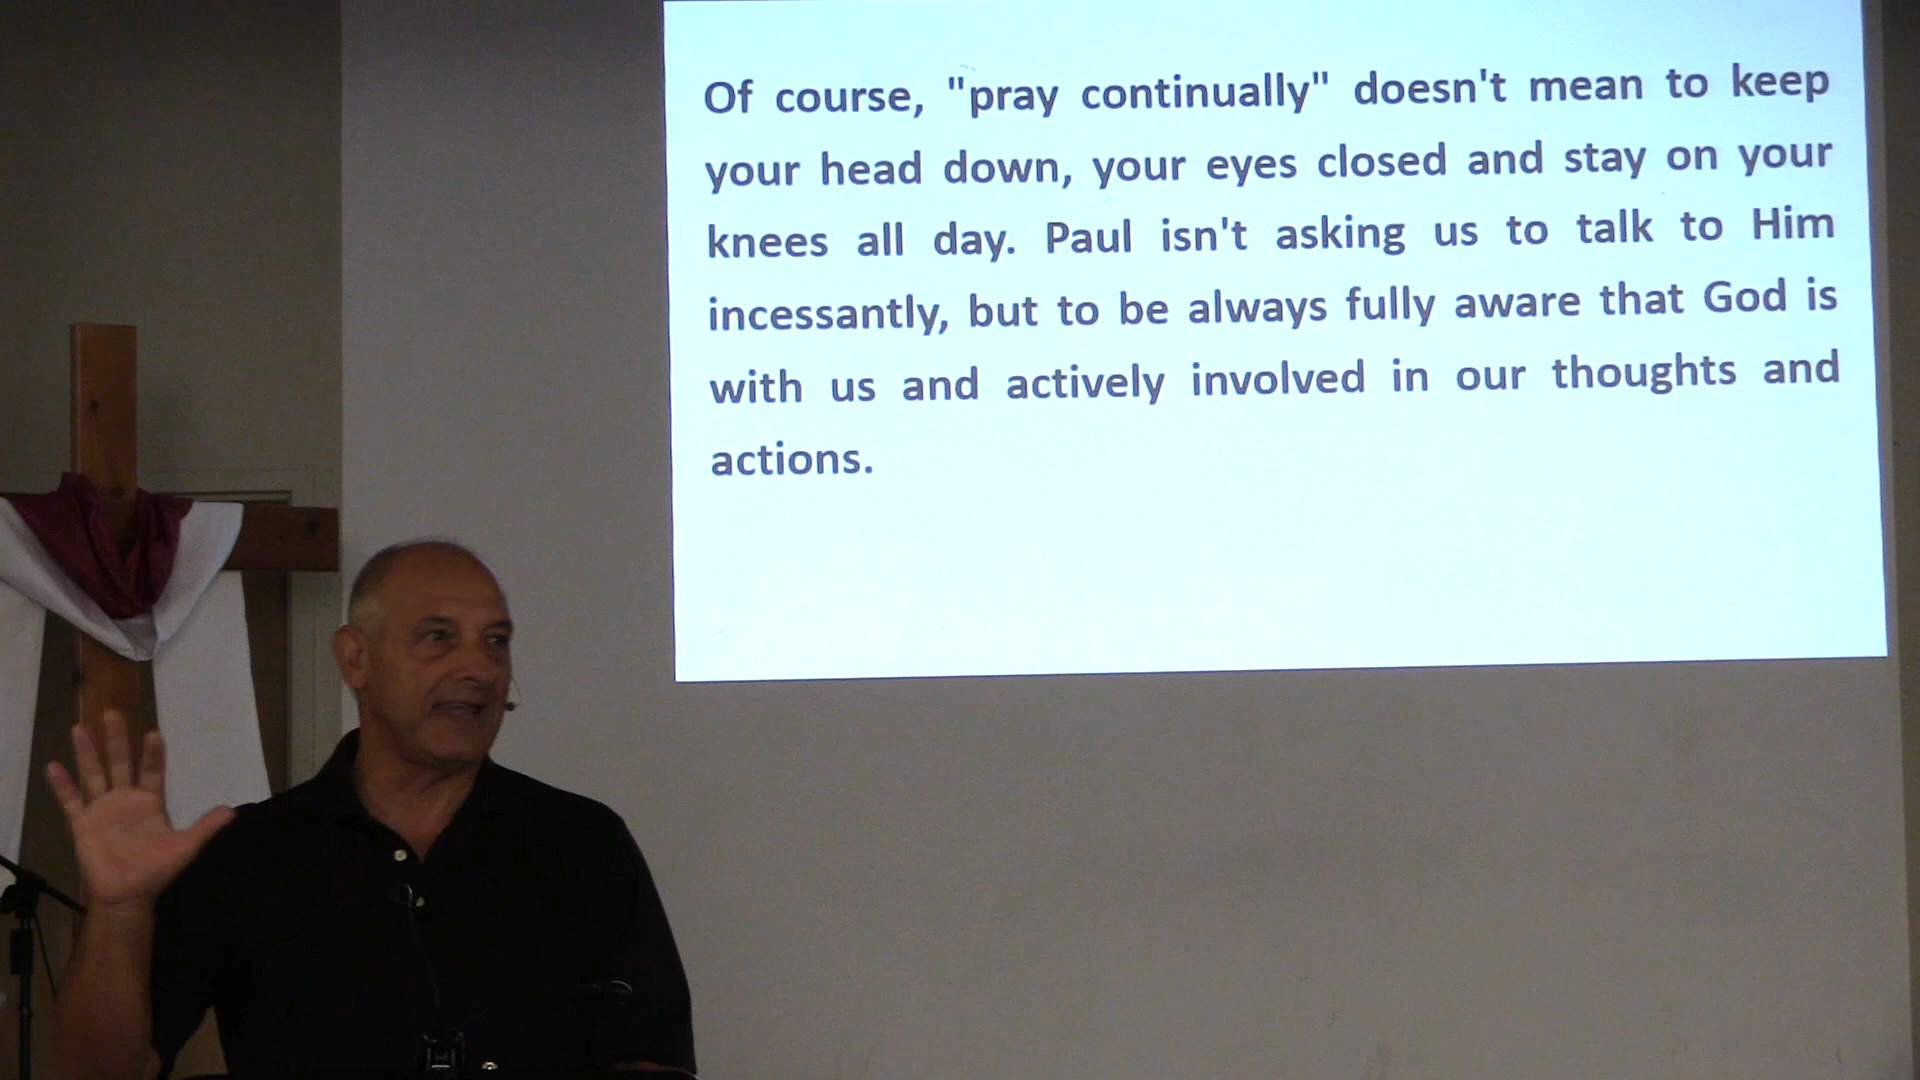 Of course, "pray continually" doesn't mean to keep
your head down, your eyes closed and stay on your
knees all day. Paul isn't asking us to talk to Him
incessantly, but to be always fully aware that God is
with us and actively involved in our thoughts and
actions.